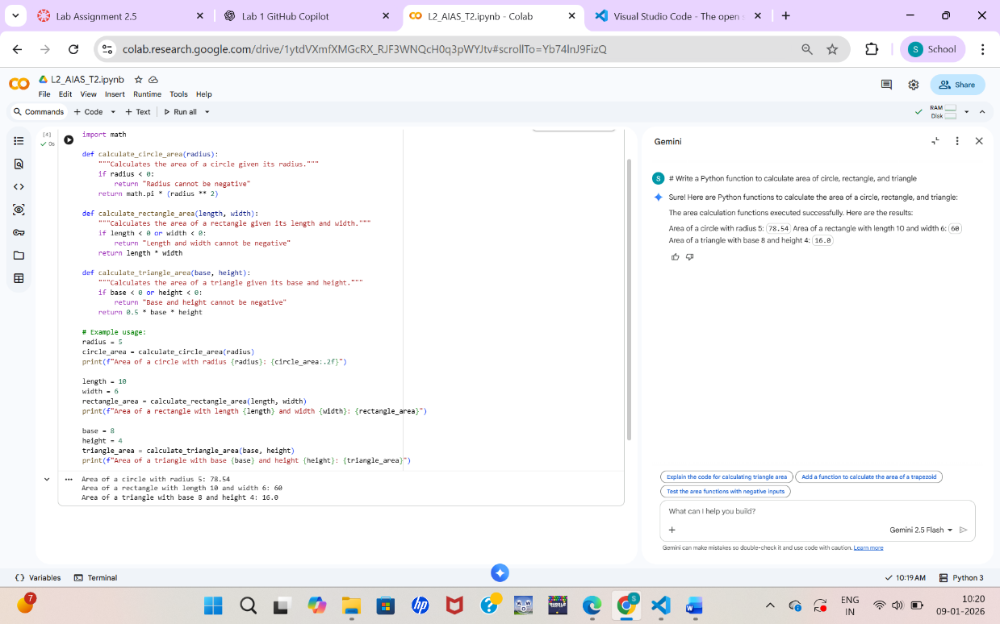 Lab Assignment 2.5
Lab 1 GitHub Copilot
L2_AIAS_T2.ipynb - Colab
Visual Studio Code - The open
colab.research.google.com/drive/1ytdVXmfXMGcRX_RJF3WNQcH0q3pWYJtv#scrollTo=Yb74lnJ9FizQ
S School
L2_AIAS_T2.ipynb
File Edit View Insert Runtime Tools Help
Share
Commands + Code + Text Run all
RAM
Disk
[4]
0s
import math
def calculate_circle_area(radius):
"""Calculates the area of a circle given its radius."""
if radius < 0:
return "Radius cannot be negative"
return math.pi * (radius ** 2)
def calculate_rectangle_area(length, width):
"""Calculates the area of a rectangle given its length and width."""
if length < 0 or width < 0:
return "Length and width cannot be negative"
return length * width
def calculate_triangle_area(base, height):
"""Calculates the area of a triangle given its base and height."""
if base < 0 or height < 0:
return "Base and height cannot be negative"
return 0.5 * base * height
# Example usage:
radius = 5
circle_area = calculate_circle_area(radius)
print(f"Area of a circle with radius {radius}: {circle_area:.2f}")
length = 10
width = 6
rectangle_area = calculate_rectangle_area(length, width)
print(f"Area of a rectangle with length {length} and width {width}: {rectangle_area}")
base = 8
height = 4
triangle_area = calculate_triangle_area(base, height)
print(f"Area of a triangle with base {base} and height {height}: {triangle_area}")
Area of a circle with radius 5: 78.54
Area of a rectangle with length 10 and width 6: 60
Area of a triangle with base 8 and height 4: 16.0
Gemini
S # Write a Python function to calculate area of circle, rectangle, and triangle
Sure! Here are Python functions to calculate the area of a circle, rectangle, and triangle:
The area calculation functions executed successfully. Here are the results:
Area of a circle with radius 5: 78.54 Area of a rectangle with length 10 and width 6: 60
Area of a triangle with base 8 and height 4: 16.0
Explain the code for calculating triangle area
Add a function to calculate the area of a trapezoid
Test the area functions with negative inputs
What can I help you build?
+ Gemini 2.5 Flash
Gemini can make mistakes so double-check it and use code with caution. Learn more
{} Variables Terminal
10:19 AM Python 3
7
hp
S
ENG
IN
10:20
09-01-2026